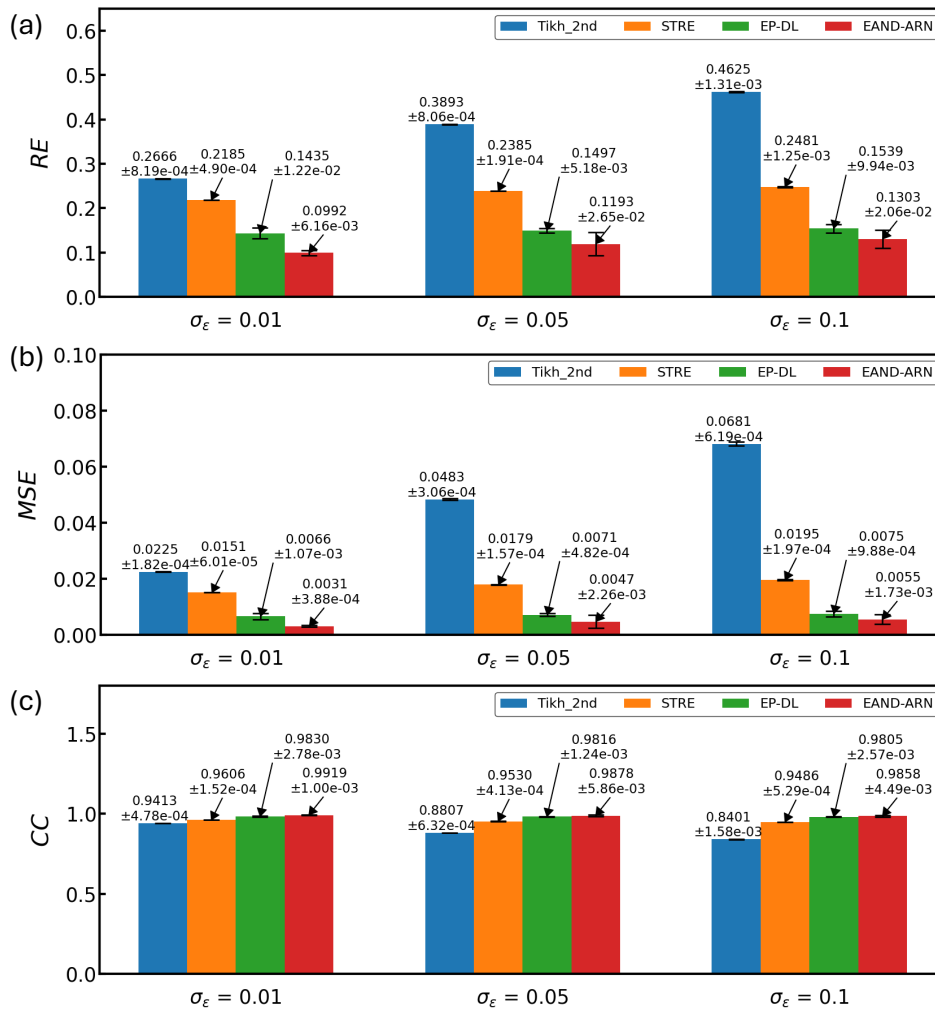 (a)
Tikh_2nd STRE EP-DL EAND-ARN
RE
0.6
0.5
0.4
0.3
0.2
0.1
0.0
0.2666
±8.19e-04
0.2185
±4.90e-04
0.1435
±1.22e-02
0.0992
±6.16e-03
0.3893
±8.06e-04
0.2385
±1.91e-04
0.1497
±5.18e-03
0.1193
±2.65e-02
0.4625
±1.31e-03
0.2481
±1.25e-03
0.1539
±9.94e-03
0.1303
±2.06e-02
σε = 0.01 σε = 0.05 σε = 0.1
(b)
Tikh_2nd STRE EP-DL EAND-ARN
MSE
0.10
0.08
0.06
0.04
0.02
0.00
0.0225
±1.82e-04
0.0151
±6.01e-05
0.0066
±1.07e-03
0.0031
±3.88e-04
0.0483
±3.06e-04
0.0179
±1.57e-04
0.0071
±4.82e-04
0.0047
±2.26e-03
0.0681
±6.19e-04
0.0195
±1.97e-04
0.0075
±9.88e-04
0.0055
±1.73e-03
σε = 0.01 σε = 0.05 σε = 0.1
(c)
Tikh_2nd STRE EP-DL EAND-ARN
CC
1.5
1.0
0.5
0.0
0.9413
±4.78e-04
0.9606
±1.52e-04
0.9830
±2.78e-03
0.9919
±1.00e-03
0.8807
±6.32e-04
0.9530
±4.13e-04
0.9816
±1.24e-03
0.9878
±5.86e-03
0.8401
±1.58e-03
0.9486
±5.29e-04
0.9805
±2.57e-03
0.9858
±4.49e-03
σε = 0.01 σε = 0.05 σε = 0.1